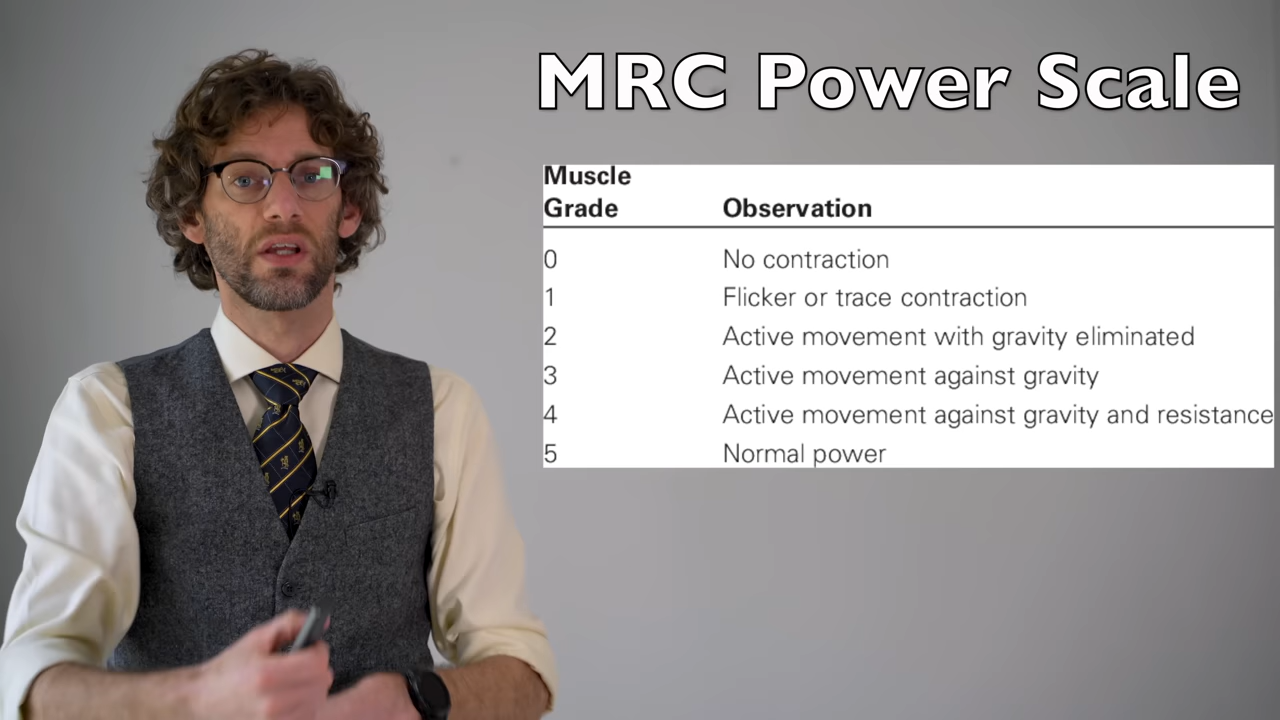 MRC Power Scale
Muscle
Grade Observation
0 No contraction
1 Flicker or trace contraction
2 Active movement with gravity eliminated
3 Active movement against gravity
4 Active movement against gravity and resistance
5 Normal power